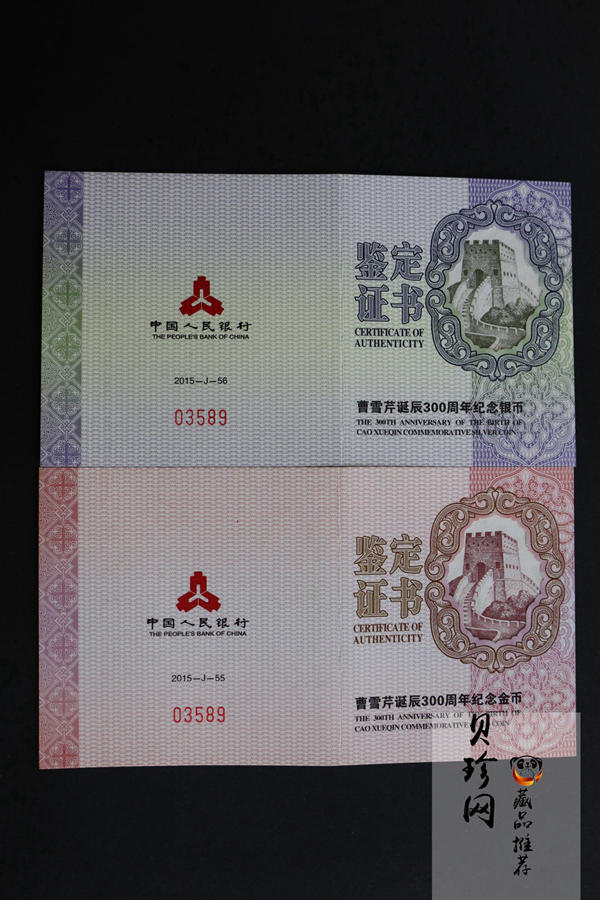 中国人民银行
THE PEOPLE'S BANK OF CHINA
2015—J—56
03589
鉴定
证书
CERTIFICATE OF
AUTHENTICITY
曹雪芹诞辰300周年纪念银币
THE 300TH ANNIVERSARY OF THE BIRTH OF
CAO XUEQIN COMMEMORATIVE SILVER COIN
中国人民银行
THE PEOPLE'S BANK OF CHINA
2015—J—55
03589
鉴定
证书
CERTIFICATE OF
AUTHENTICITY
曹雪芹诞辰300周年纪念金币
THE 300TH ANNIVERSARY OF THE BIRTH OF
CAO XUEQIN COMMEMORATIVE GOLD COIN
贝珍网
藏品推荐